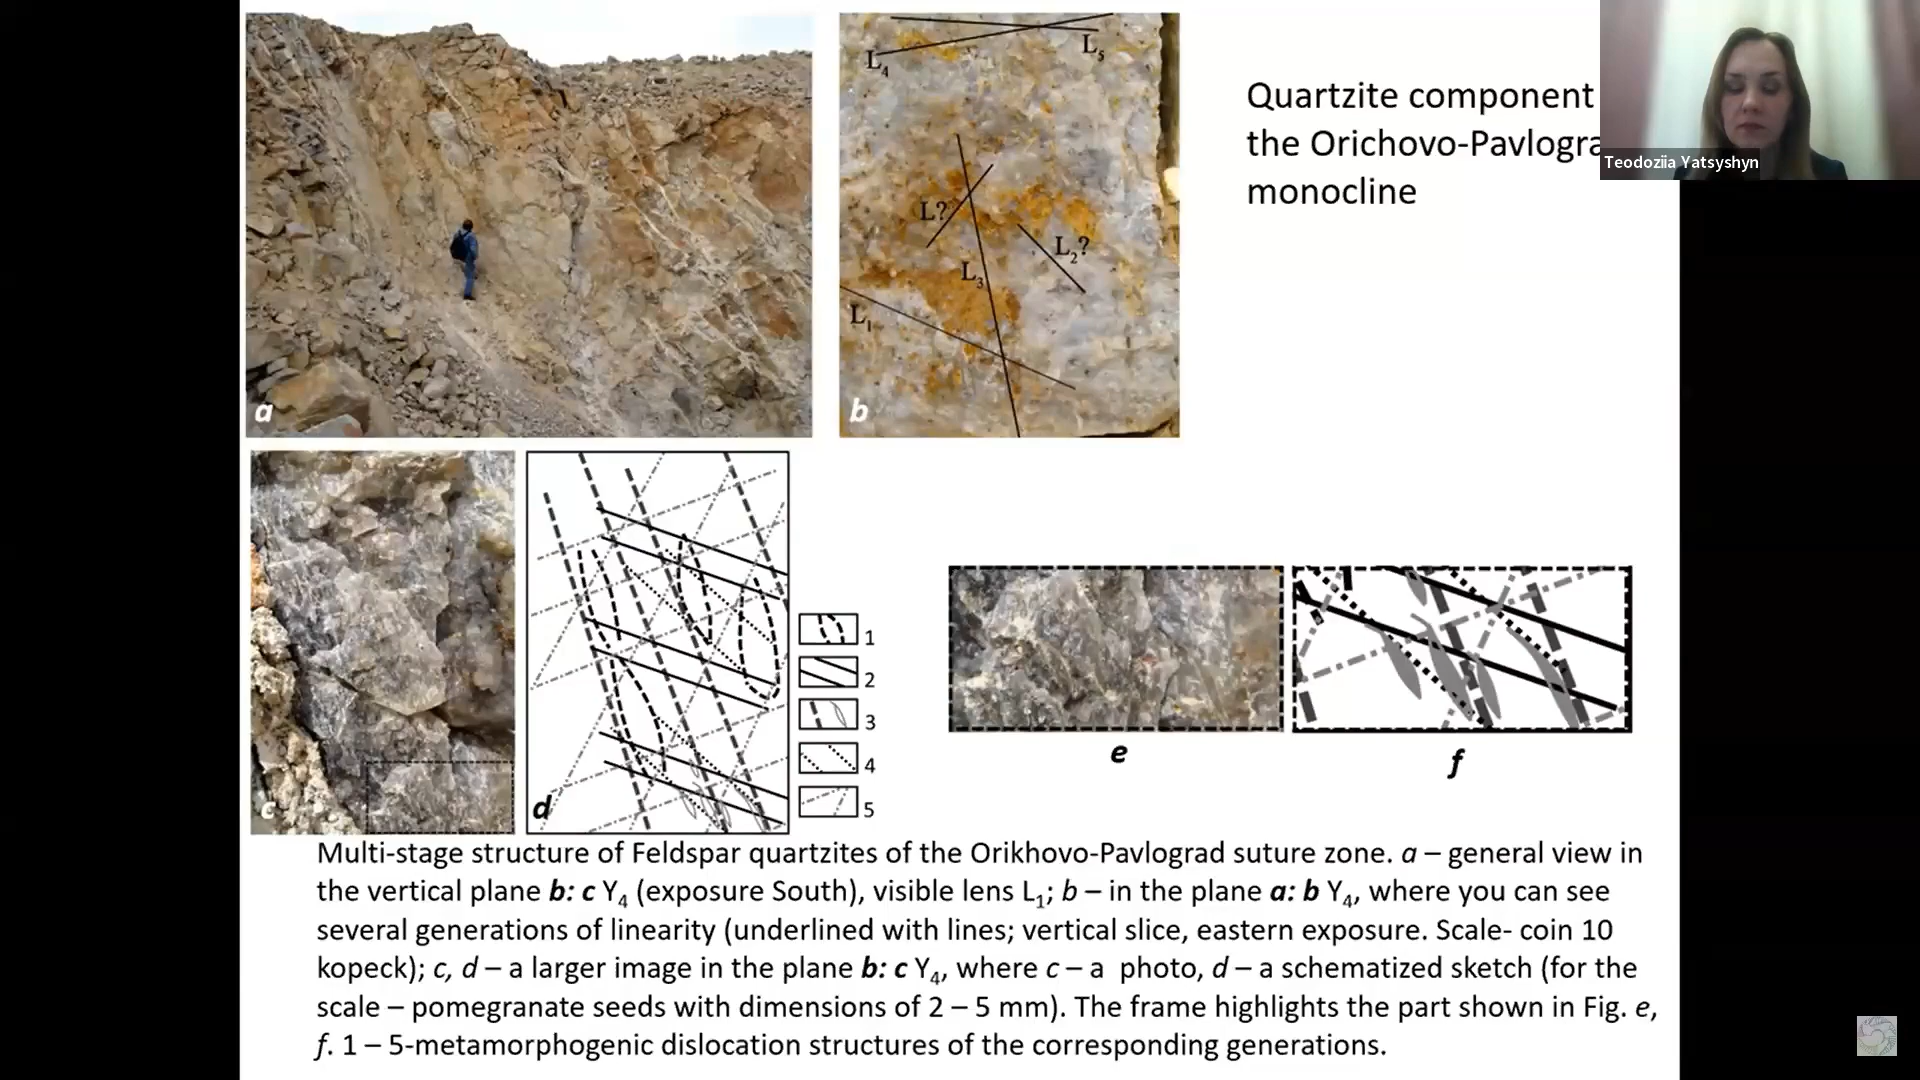 Quartzite component
the Orichovo-Pavlogra
monocline
Teodoziia Yatsyshyn
L4
L5
L?
L2?
L3
L1
a
b
c
d
1
2
3
4
5
e
f
Multi-stage structure of Feldspar quartzites of the Orikhovo-Pavlograd suture zone. a – general view in
the vertical plane b: c Y4 (exposure South), visible lens L1; b – in the plane a: b Y4, where you can see
several generations of linearity (underlined with lines; vertical slice, eastern exposure. Scale- coin 10
kopeck); c, d – a larger image in the plane b: c Y4, where c – a photo, d – a schematized sketch (for the
scale – pomegranate seeds with dimensions of 2 – 5 mm). The frame highlights the part shown in Fig. e,
f. 1 – 5-metamorphogenic dislocation structures of the corresponding generations.